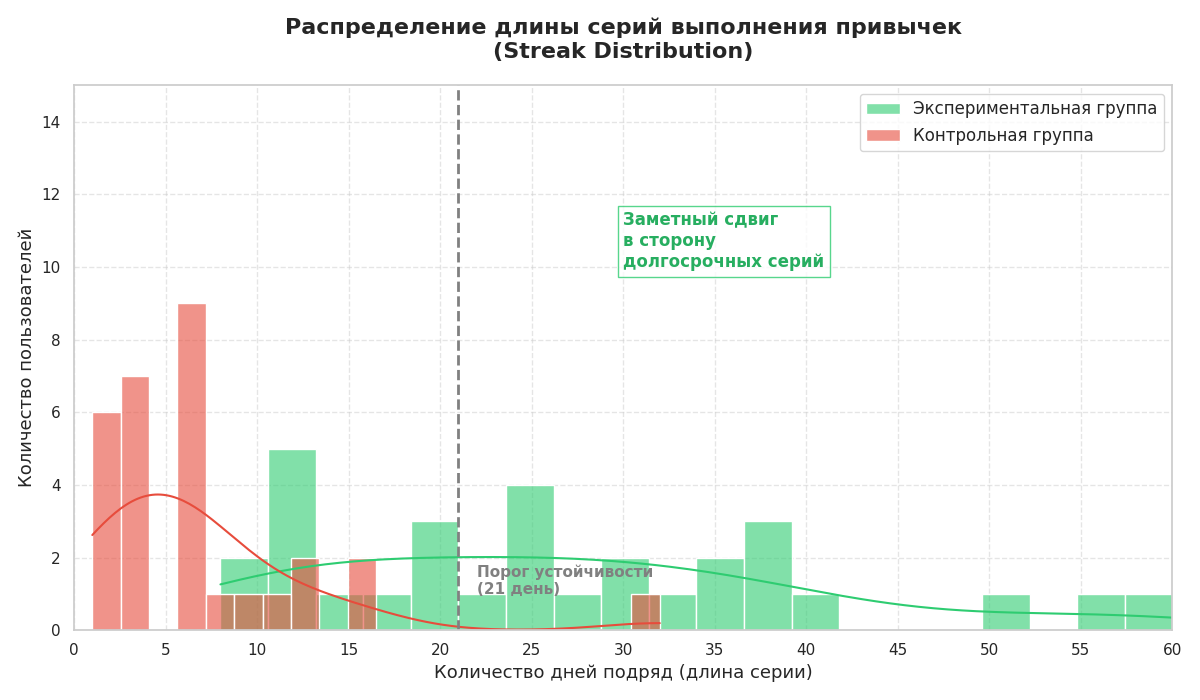 Распределение длины серий выполнения привычек
(Streak Distribution)
Экспериментальная группа
Контрольная группа
Заметный сдвиг
в сторону
долгосрочных серий
Порог устойчивости
(21 день)
Количество пользователей
14
12
10
8
6
4
2
0
0 5 10 15 20 25 30 35 40 45 50 55 60
Количество дней подряд (длина серии)